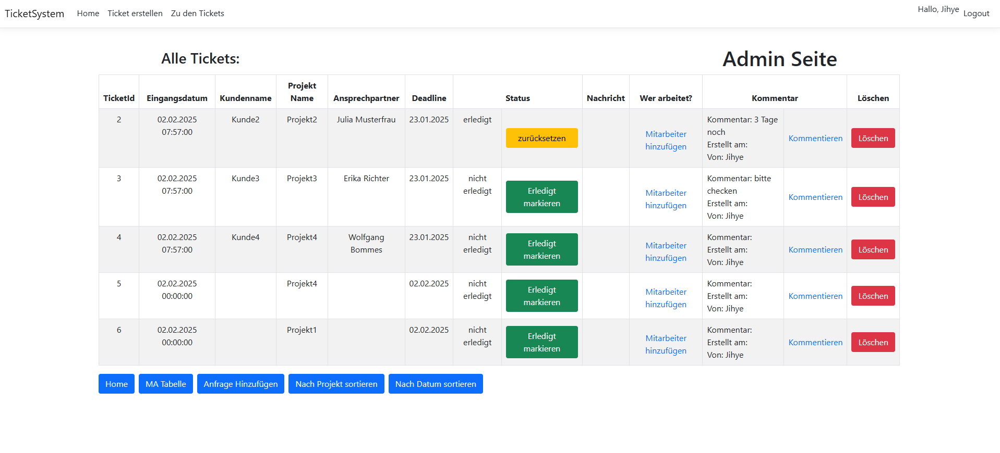 TicketSystem Home Ticket erstellen Zu den Tickets Hallo, Jihye Logout
Alle Tickets: Admin Seite
TicketId Eingangsdatum Kundenname Projekt Name Ansprechpartner Deadline Status Nachricht Wer arbeitet? Kommentar Löschen
2 02.02.2025 Kunde2 Projekt2 Julia Musterfrau 23.01.2025 erledigt Kommentar: 3 Tage
07:57:00 zurücksetzen Mitarbeiter noch Kommentieren Löschen
hinzufügen Erstellt am:
Von: Jihye
3 02.02.2025 Kunde3 Projekt3 Erika Richter 23.01.2025 nicht Kommentar: bitte
07:57:00 erledigt Erledigt Mitarbeiter checken Kommentieren Löschen
markieren hinzufügen Erstellt am:
Von: Jihye
4 02.02.2025 Kunde4 Projekt4 Wolfgang 23.01.2025 nicht Erledigt Mitarbeiter Kommentar:
07:57:00 Bommes erledigt markieren hinzufügen Erstellt am: Kommentieren Löschen
Von: Jihye
5 02.02.2025 Projekt4 02.02.2025 nicht Erledigt Mitarbeiter Kommentar:
00:00:00 erledigt markieren hinzufügen Erstellt am: Kommentieren Löschen
Von: Jihye
6 02.02.2025 Projekt1 02.02.2025 nicht Erledigt Mitarbeiter Kommentar:
00:00:00 erledigt markieren hinzufügen Erstellt am: Kommentieren Löschen
Von: Jihye
Home MA Tabelle Anfrage Hinzufügen Nach Projekt sortieren Nach Datum sortieren